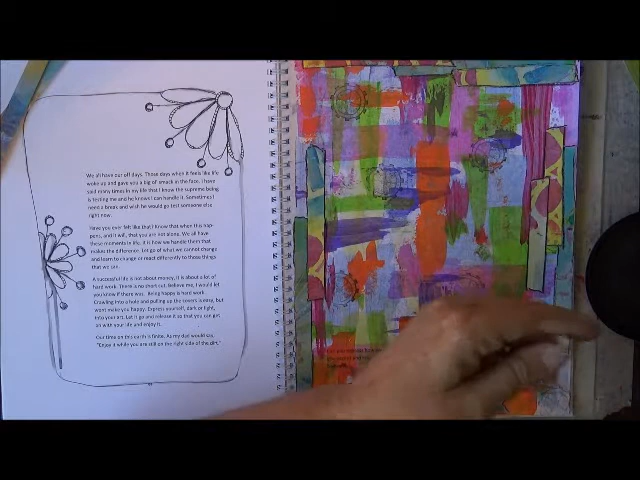 We all have our off days. Those days when it feels like life
woke up and gave you a big ol' smack in the face. I have
said many times in my life that I know the supreme being
is testing me and he knows I can handle it. Sometimes I
need a break and wish he would go test someone else
right now.
Have you ever felt like that I know that when this hap-
pens, and it will, that you are not alone. We all have
these moments in life, it is how we handle them that
makes the difference. Let go of what we cannot change
and learn to change or react differently to those things
that we are.
A successful life is not about money, it is about a lot of
hard work. There is no short cut. Believe me, I would let
you know if there was. Being happy is hard work.
Crawling into a hole and pulling up the covers is easy, but
wont make you happy. Express yourself, dark or light,
into your art. Let it go and release it so that you can get
on with your life and enjoy it.
Our time on this earth is finite. As my dad would say,
"Enjoy it while you are still on the right side of the dirt."